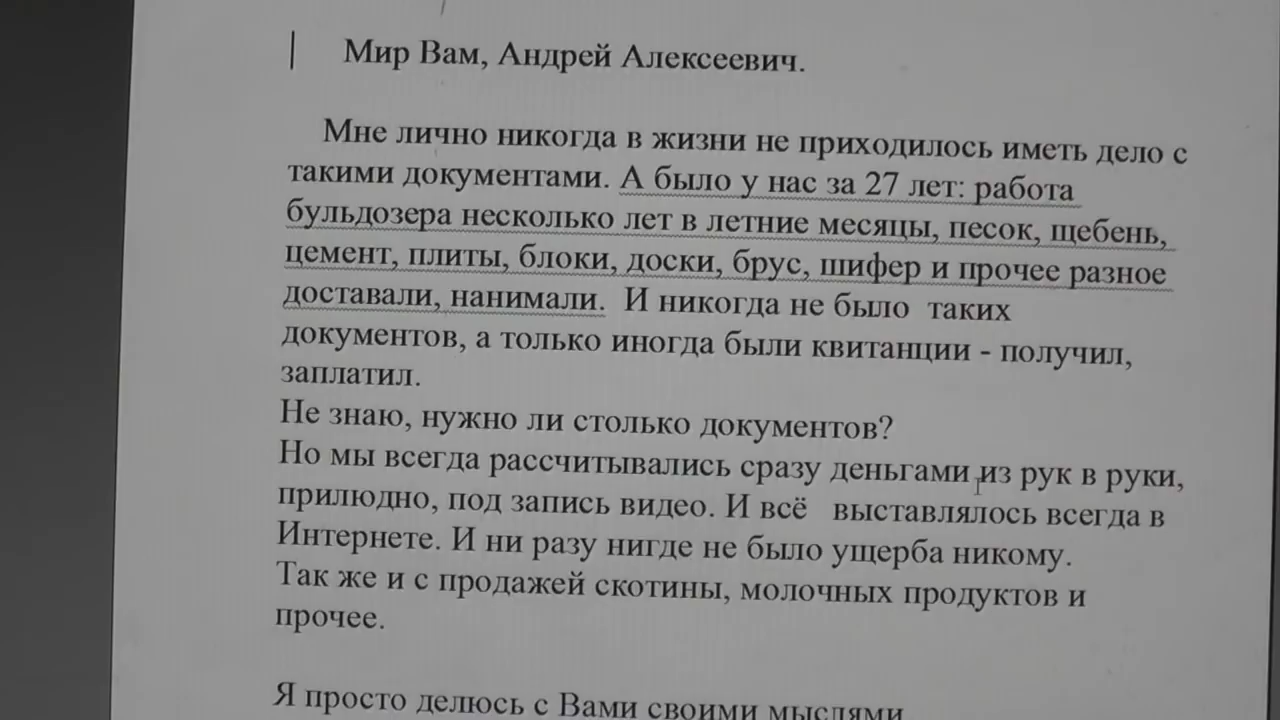 Мир Вам, Андрей Алексеевич.
Мне лично никогда в жизни не приходилось иметь дело с
такими документами. А было у нас за 27 лет: работа
бульдозера несколько лет в летние месяцы, песок, щебень,
цемент, плиты, блоки, доски, брус, шифер и прочее разное
доставали, нанимали. И никогда не было таких
документов, а только иногда были квитанции - получил,
заплатил.
Не знаю, нужно ли столько документов?
Но мы всегда рассчитывались сразу деньгами из рук в руки,
прилюдно, под запись видео. И всё выставлялось всегда в
Интернете. И ни разу нигде не было ущерба никому.
Так же и с продажей скотины, молочных продуктов и
прочее.
Я просто делюсь с Вами своими мыслями